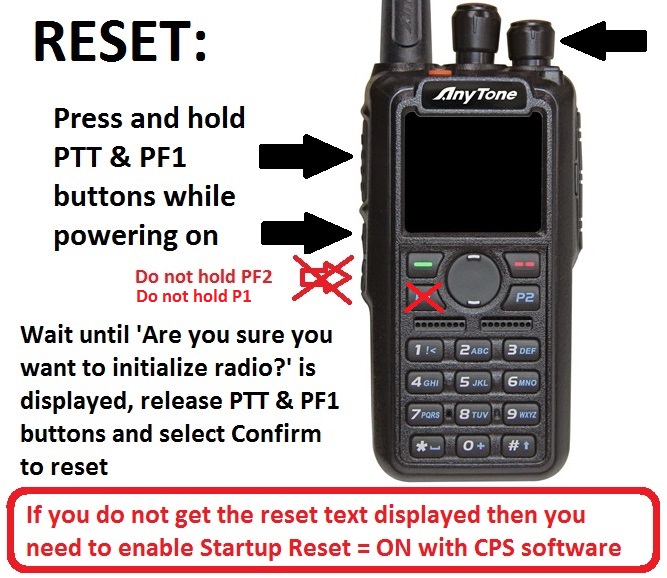 RESET:
Press and hold
PTT & PF1
buttons while
powering on
Do not hold PF2
Do not hold P1
Wait until 'Are you sure you
want to initialize radio?' is
displayed, release PTT & PF1
buttons and select Confirm
to reset
AnyTone
P2
1 !< 2 ABC 3 DEF
4 GHI 5 JKL 6 MNO
7 PQRS 8 TUV 9 WXYZ
*⌴ 0 + # ⇧
If you do not get the reset text displayed then you
need to enable Startup Reset = ON with CPS software